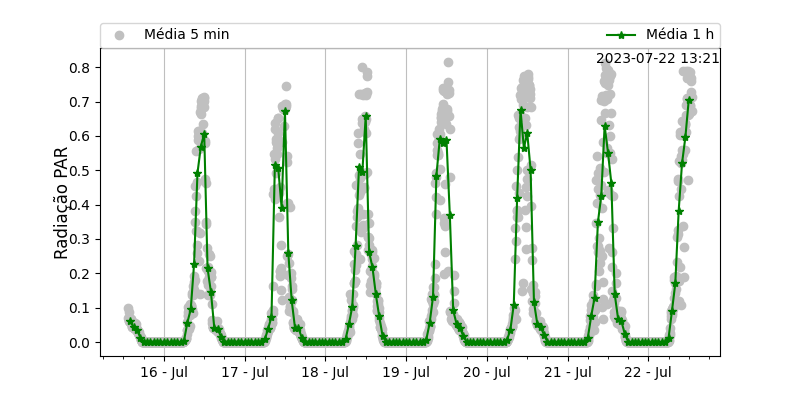 Média 5 min
Média 1 h
2023-07-22 13:21
Radiação PAR
0.8
0.7
0.6
0.5
0.4
0.3
0.2
0.1
0.0
16 - Jul
17 - Jul
18 - Jul
19 - Jul
20 - Jul
21 - Jul
22 - Jul